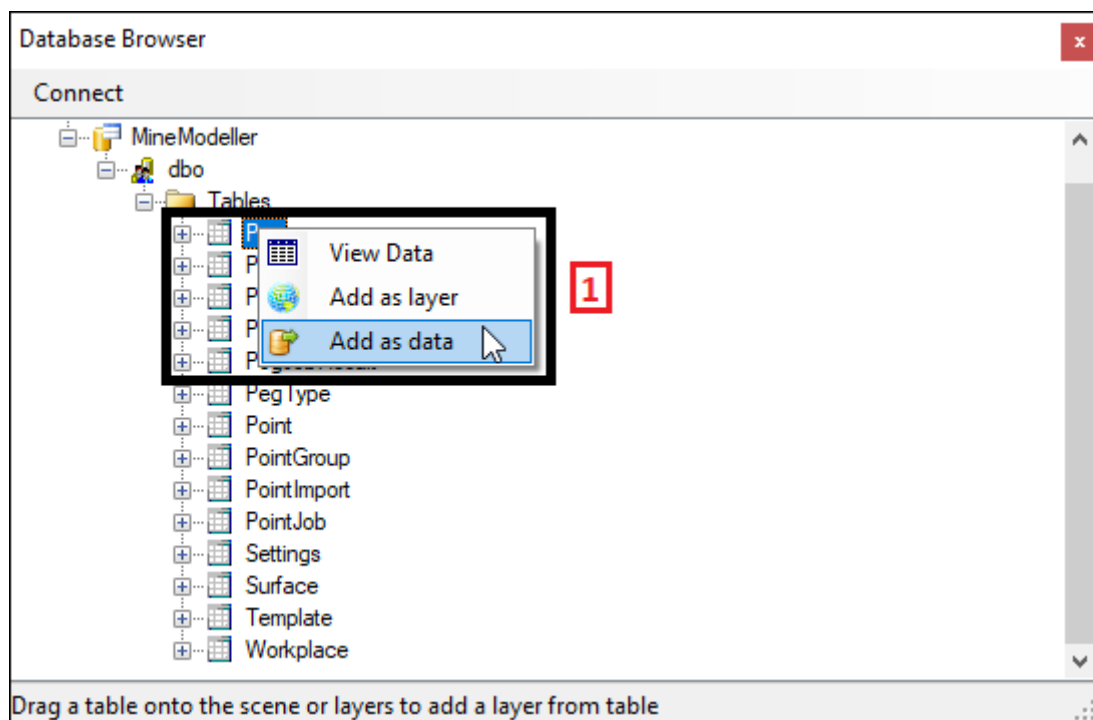 Database Browser
x
Connect
MineModeller
dbo
Tables
View Data
Add as layer
1
Add as data
PegType
Point
PointGroup
PointImport
PointJob
Settings
Surface
Template
Workplace
Drag a table onto the scene or layers to add a layer from table